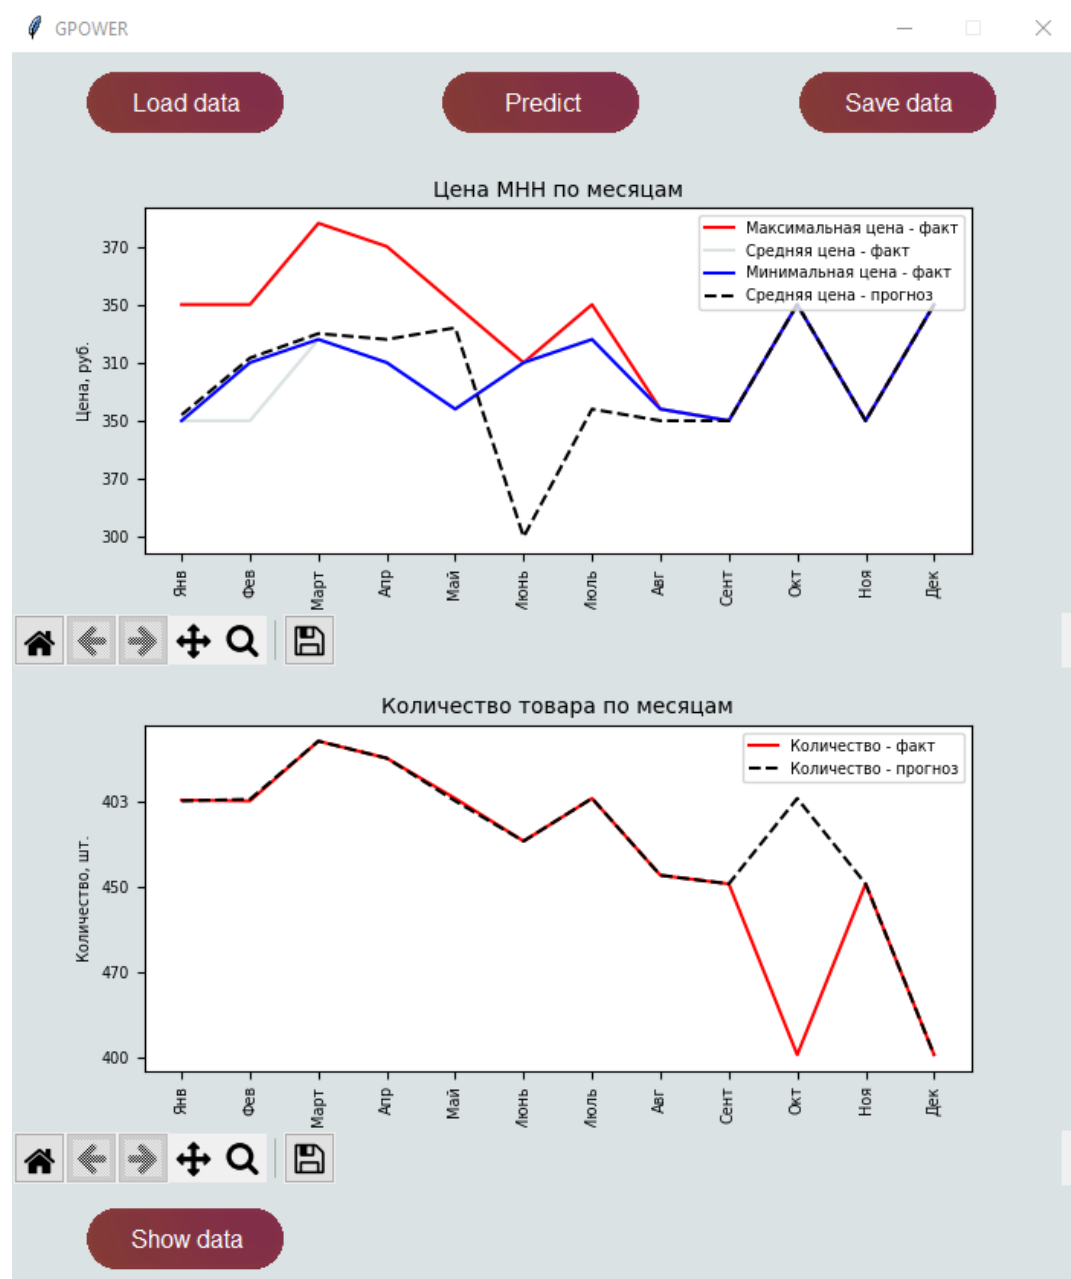 GPOWER
Load data
Predict
Save data
Цена МНН по месяцам
Максимальная цена - факт
Средняя цена - факт
Минимальная цена - факт
Средняя цена - прогноз
Цена, руб.
370
350
310
350
370
300
Янв
Фев
Март
Апр
Май
Июнь
Июль
Авг
Сент
Окт
Ноя
Дек
Количество товара по месяцам
Количество - факт
Количество - прогноз
Количество, шт.
403
450
470
400
Янв
Фев
Март
Апр
Май
Июнь
Июль
Авг
Сент
Окт
Ноя
Дек
Show data